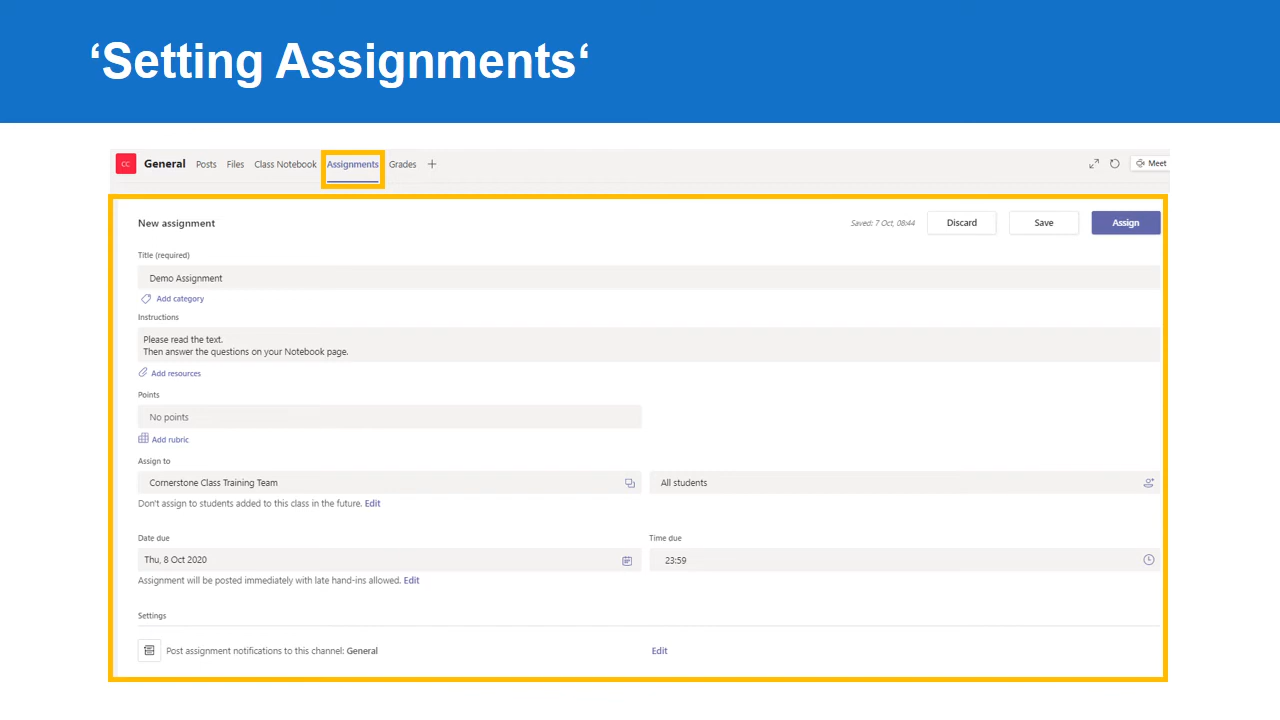 ‘Setting Assignments‘
CC General Posts Files Class Notebook Assignments Grades + Meet
New assignment Saved: 7 Oct, 08:44 Discard Save Assign
Title (required)
Demo Assignment
Add category
Instructions
Please read the text.
Then answer the questions on your Notebook page.
Add resources
Points
No points
Add rubric
Assign to
Cornerstone Class Training Team All students
Don't assign to students added to this class in the future. Edit
Date due Time due
Thu, 8 Oct 2020 23:59
Assignment will be posted immediately with late hand-ins allowed. Edit
Settings
Post assignment notifications to this channel: General Edit